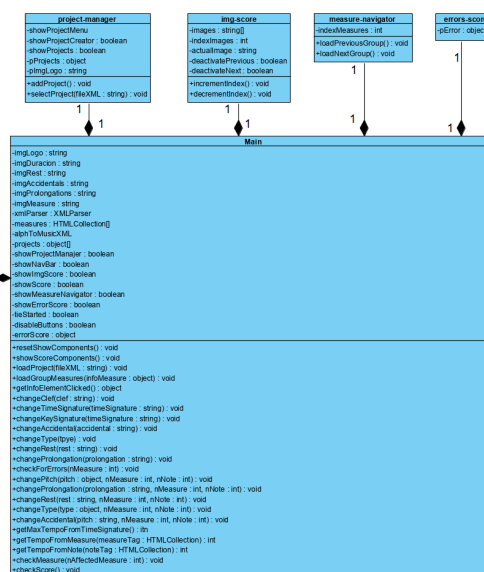 project-manager
-showProjectMenu
-showProjectCreator : boolean
-showProjects : boolean
-pProjects : object
-pImgLogo : string
+addProject() : void
+selectProject(fileXML : string) : void
img-score
-images : string[]
-indexImages : int
-actualImage : string
-deactivatePrevious : boolean
-deactivateNext : boolean
+incrementIndex() : void
+decrementIndex() : void
measure-navigator
-indexMeasures : int
+loadPreviousGroup() : void
+loadNextGroup() : void
errors-score
-pError : objec
1
1
1
1
1
1
1
1
Main
-imgLogo : string
-imgDuracion : string
-imgRest : string
-imgAccidentals : string
-imgProlongations : string
-imgMeasure : string
-xmlParser : XMLParser
-measures : HTMLCollection[]
-alphToMusicXML
-projects : object[]
-showProjectManajer : boolean
-showNavBar : boolean
-showImgScore : boolean
-showScore : boolean
-showMeasureNavigator : boolean
-showErrorScore : boolean
-tieStarted : boolean
-disableButtons : boolean
-errorScore : object
+resetShowComponents() : void
+showScoreComponents() : void
+loadProject(fileXML : string) : void
+loadGroupMeasures(infoMeasure : object) : void
+getInfoElementClicked() : object
+changeClef(clef : string) : void
+changeTimeSignature(timeSignature : string) : void
+changeKeySignature(timeSignature : string) : void
+changeAccidental(accidental : string) : void
+changeType(tpye) : void
+changeRest(rest : string) : void
+changeProlongation(prolongation : string) : void
+checkForErrors(nMeasure : int) : void
+changePitch(pitch : object, nMeasure : int, nNote : int) : void
+changeProlongation(prolongation : string, nMeasure : int, nNote : int) : void
+changeRest(rest : string, nMeasure : int, nNote : int) : void
+changeType(type : object, nMeasure : int, nNote : int) : void
+changeAccidental(pitch : string, nMeasure : int, nNote : int) : void
+getMaxTempoFromTimeSignature() : itn
+getTempoFromMeasure(measureTag : HTMLCollection) : int
+getTempoFromNote(noteTag : HTMLCollection) : int
+checkMeasure(nAffectedMeasure : int) : void
+checkScore() : void